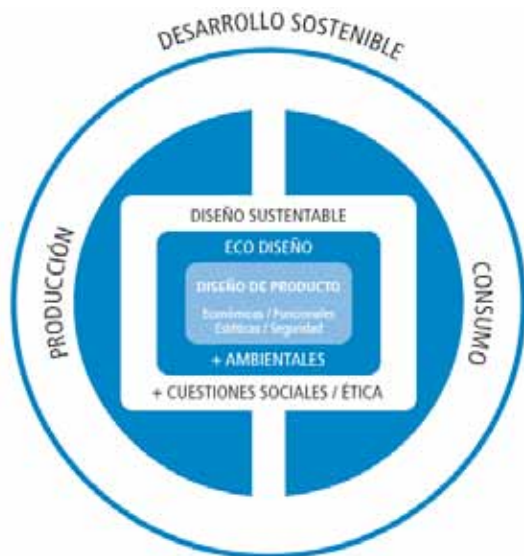 DESARROLLO SOSTENIBLE
PRODUCCIÓN
CONSUMO
DISEÑO SUSTENTABLE
ECO DISEÑO
DISEÑO DE PRODUCTO
Económicas / Funcionales
Estéticas / Seguridad
+ AMBIENTALES
+ CUESTIONES SOCIALES / ÉTICA